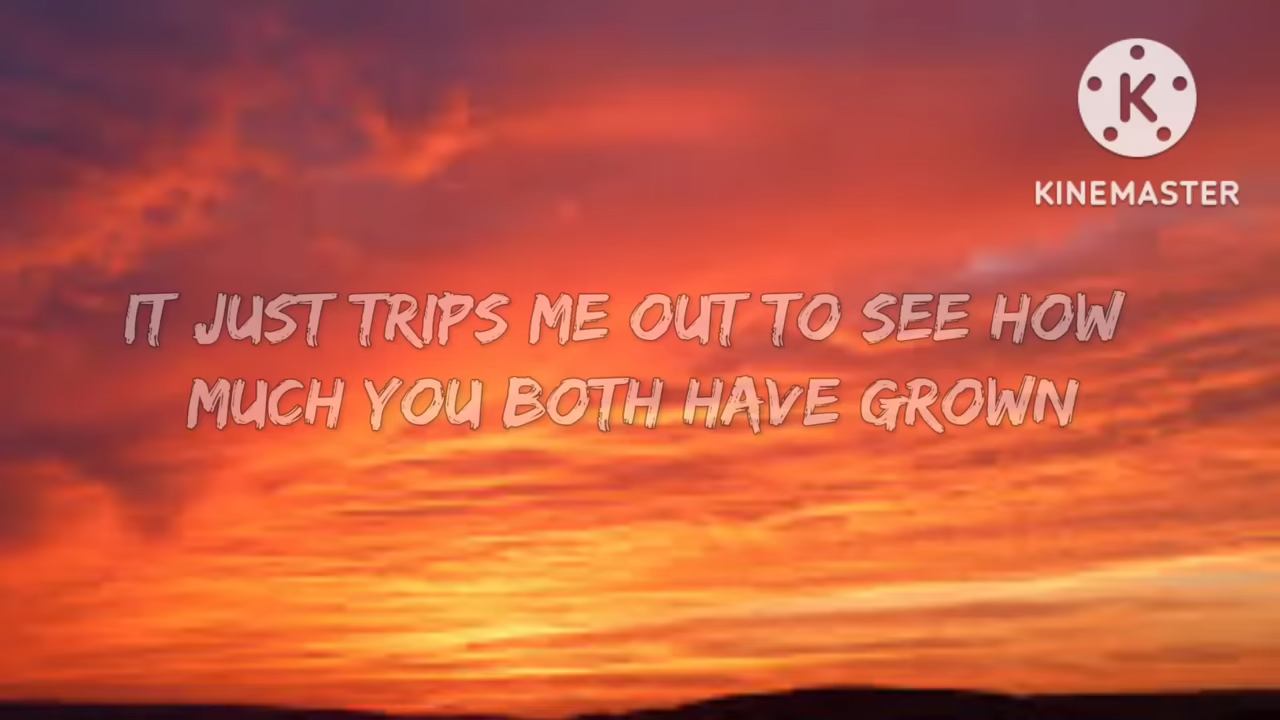 K
KINEMASTER
IT JUST TRIPS ME OUT TO SEE HOW
MUCH YOU BOTH HAVE GROWN